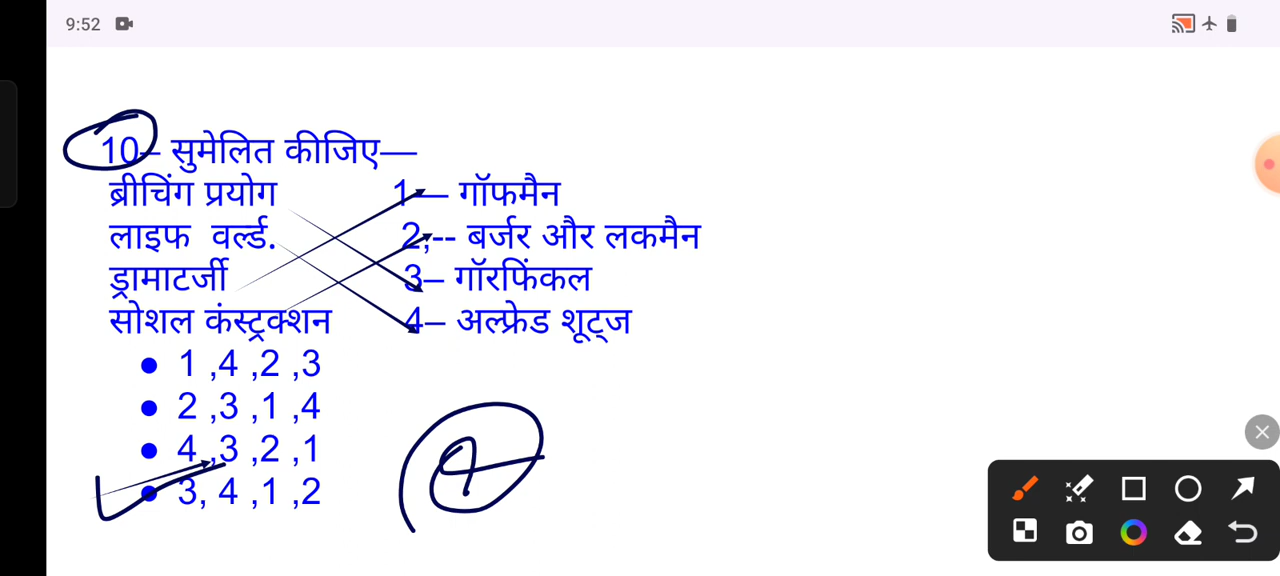 9:52
10– सुमेलित कीजिए—
ब्रीचिंग प्रयोग 1— गॉफमैन
लाइफ वर्ल्ड. 2,-- बर्जर और लकमैन
ड्रामाटर्जी 3– गॉरफिंकल
सोशल कंस्ट्रक्शन 4– अल्फ्रेड शूट्ज
● 1 ,4 ,2 ,3
● 2 ,3 ,1 ,4
● 4 ,3 ,2 ,1
● 3, 4 ,1 ,2